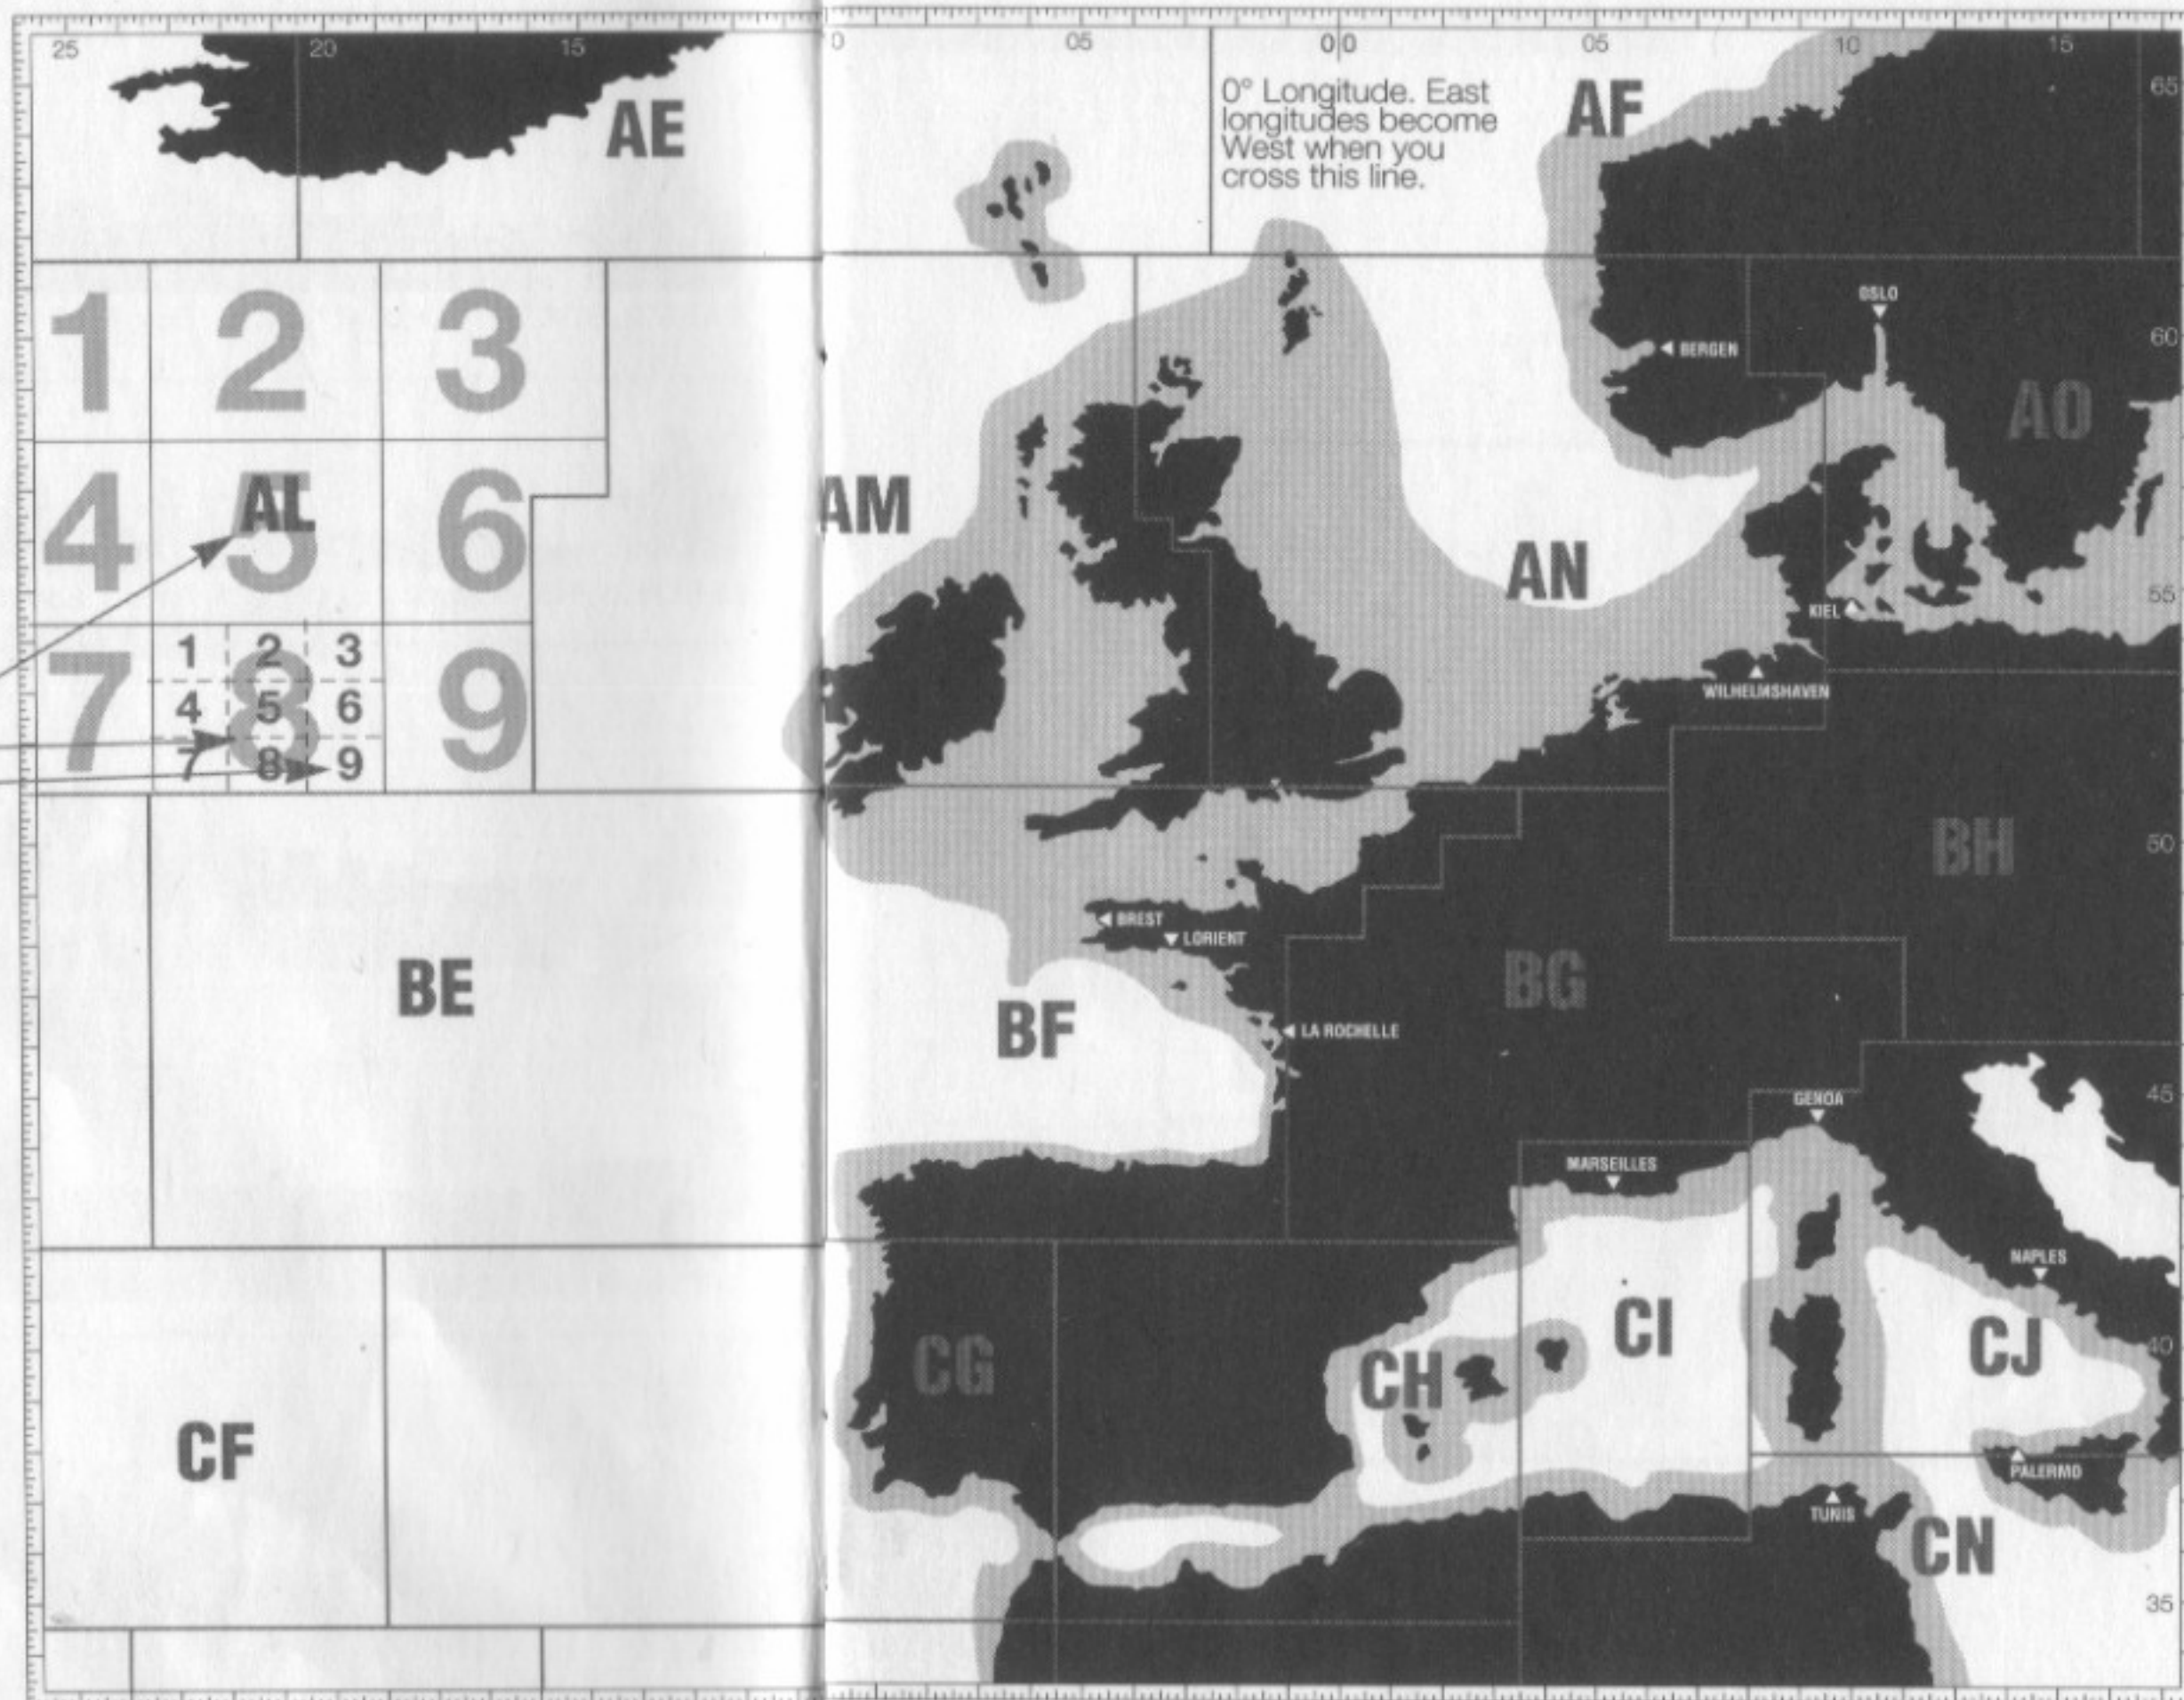 25
20
15
0
05
00
05
10
15
AE
0° Longitude. East
longitudes become
West when you
cross this line.
AF
65
1
2
3
OSLO
60
BERGEN
AO
4
AL
5
6
AM
AN
55
KIEL
7
8
9
1
2
3
4
5
6
7
8
9
WILHELMSHAVEN
BH
50
BREST
LORIENT
BE
BG
BF
LA ROCHELLE
45
GENOA
MARSEILLES
NAPLES
CI
CJ
40
CG
CH
CF
PALERMO
TUNIS
CN
35